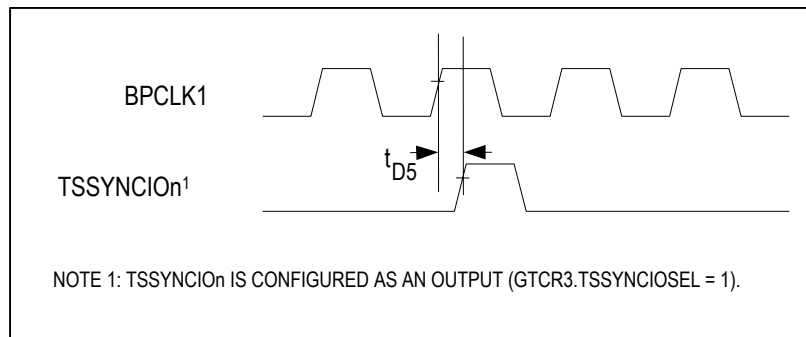 BPCLK1
tD5
TSSYNCIOn1
NOTE 1: TSSYNCIOn IS CONFIGURED AS AN OUTPUT (GTCR3.TSSYNCIOSEL = 1).